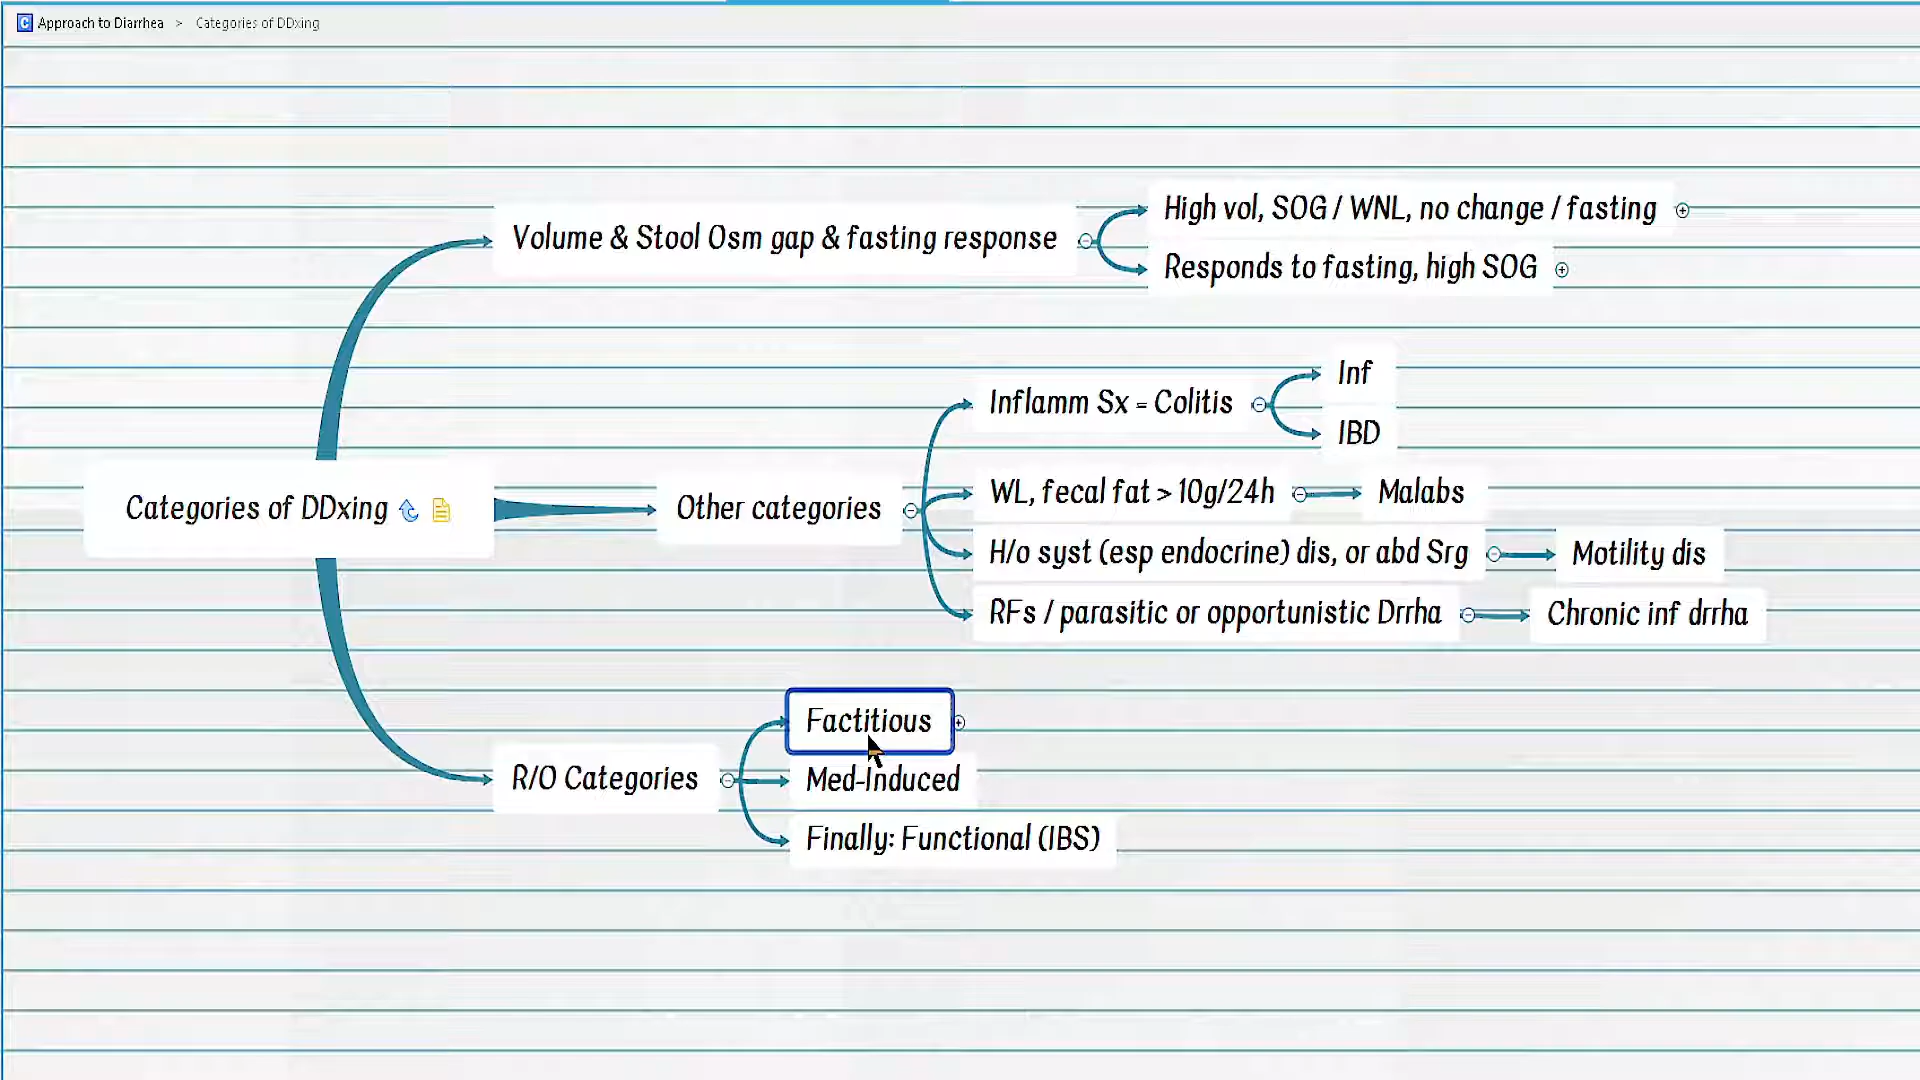 Approach to Diarrhea > Categories of DDxing
Volume & Stool Osm gap & fasting response
High vol, SOG / WNL, no change / fasting
Responds to fasting, high SOG
Categories of DDxing
Other categories
Inflamm Sx = Colitis
Inf
IBD
WL, fecal fat > 10g/24h
Malabs
H/o syst (esp endocrine) dis, or abd Srg
Motility dis
RFs / parasitic or opportunistic Drrha
Chronic inf drrha
R/O Categories
Factitious
Med-Induced
Finally: Functional (IBS)